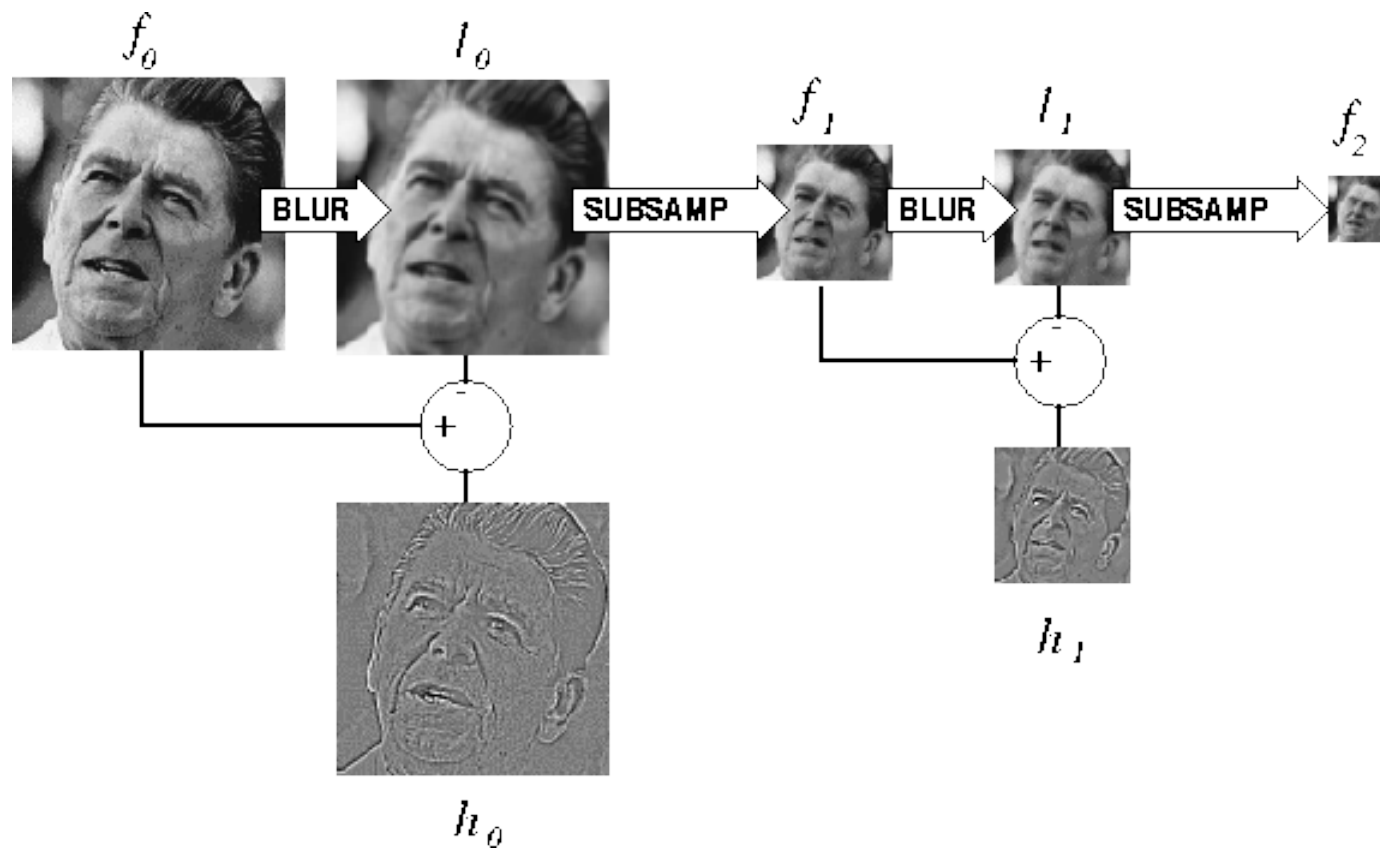 f₀
l₀
f₁
l₁
f₂
BLUR
SUBSAMP
BLUR
SUBSAMP
-
+
-
+
h₁
h₀